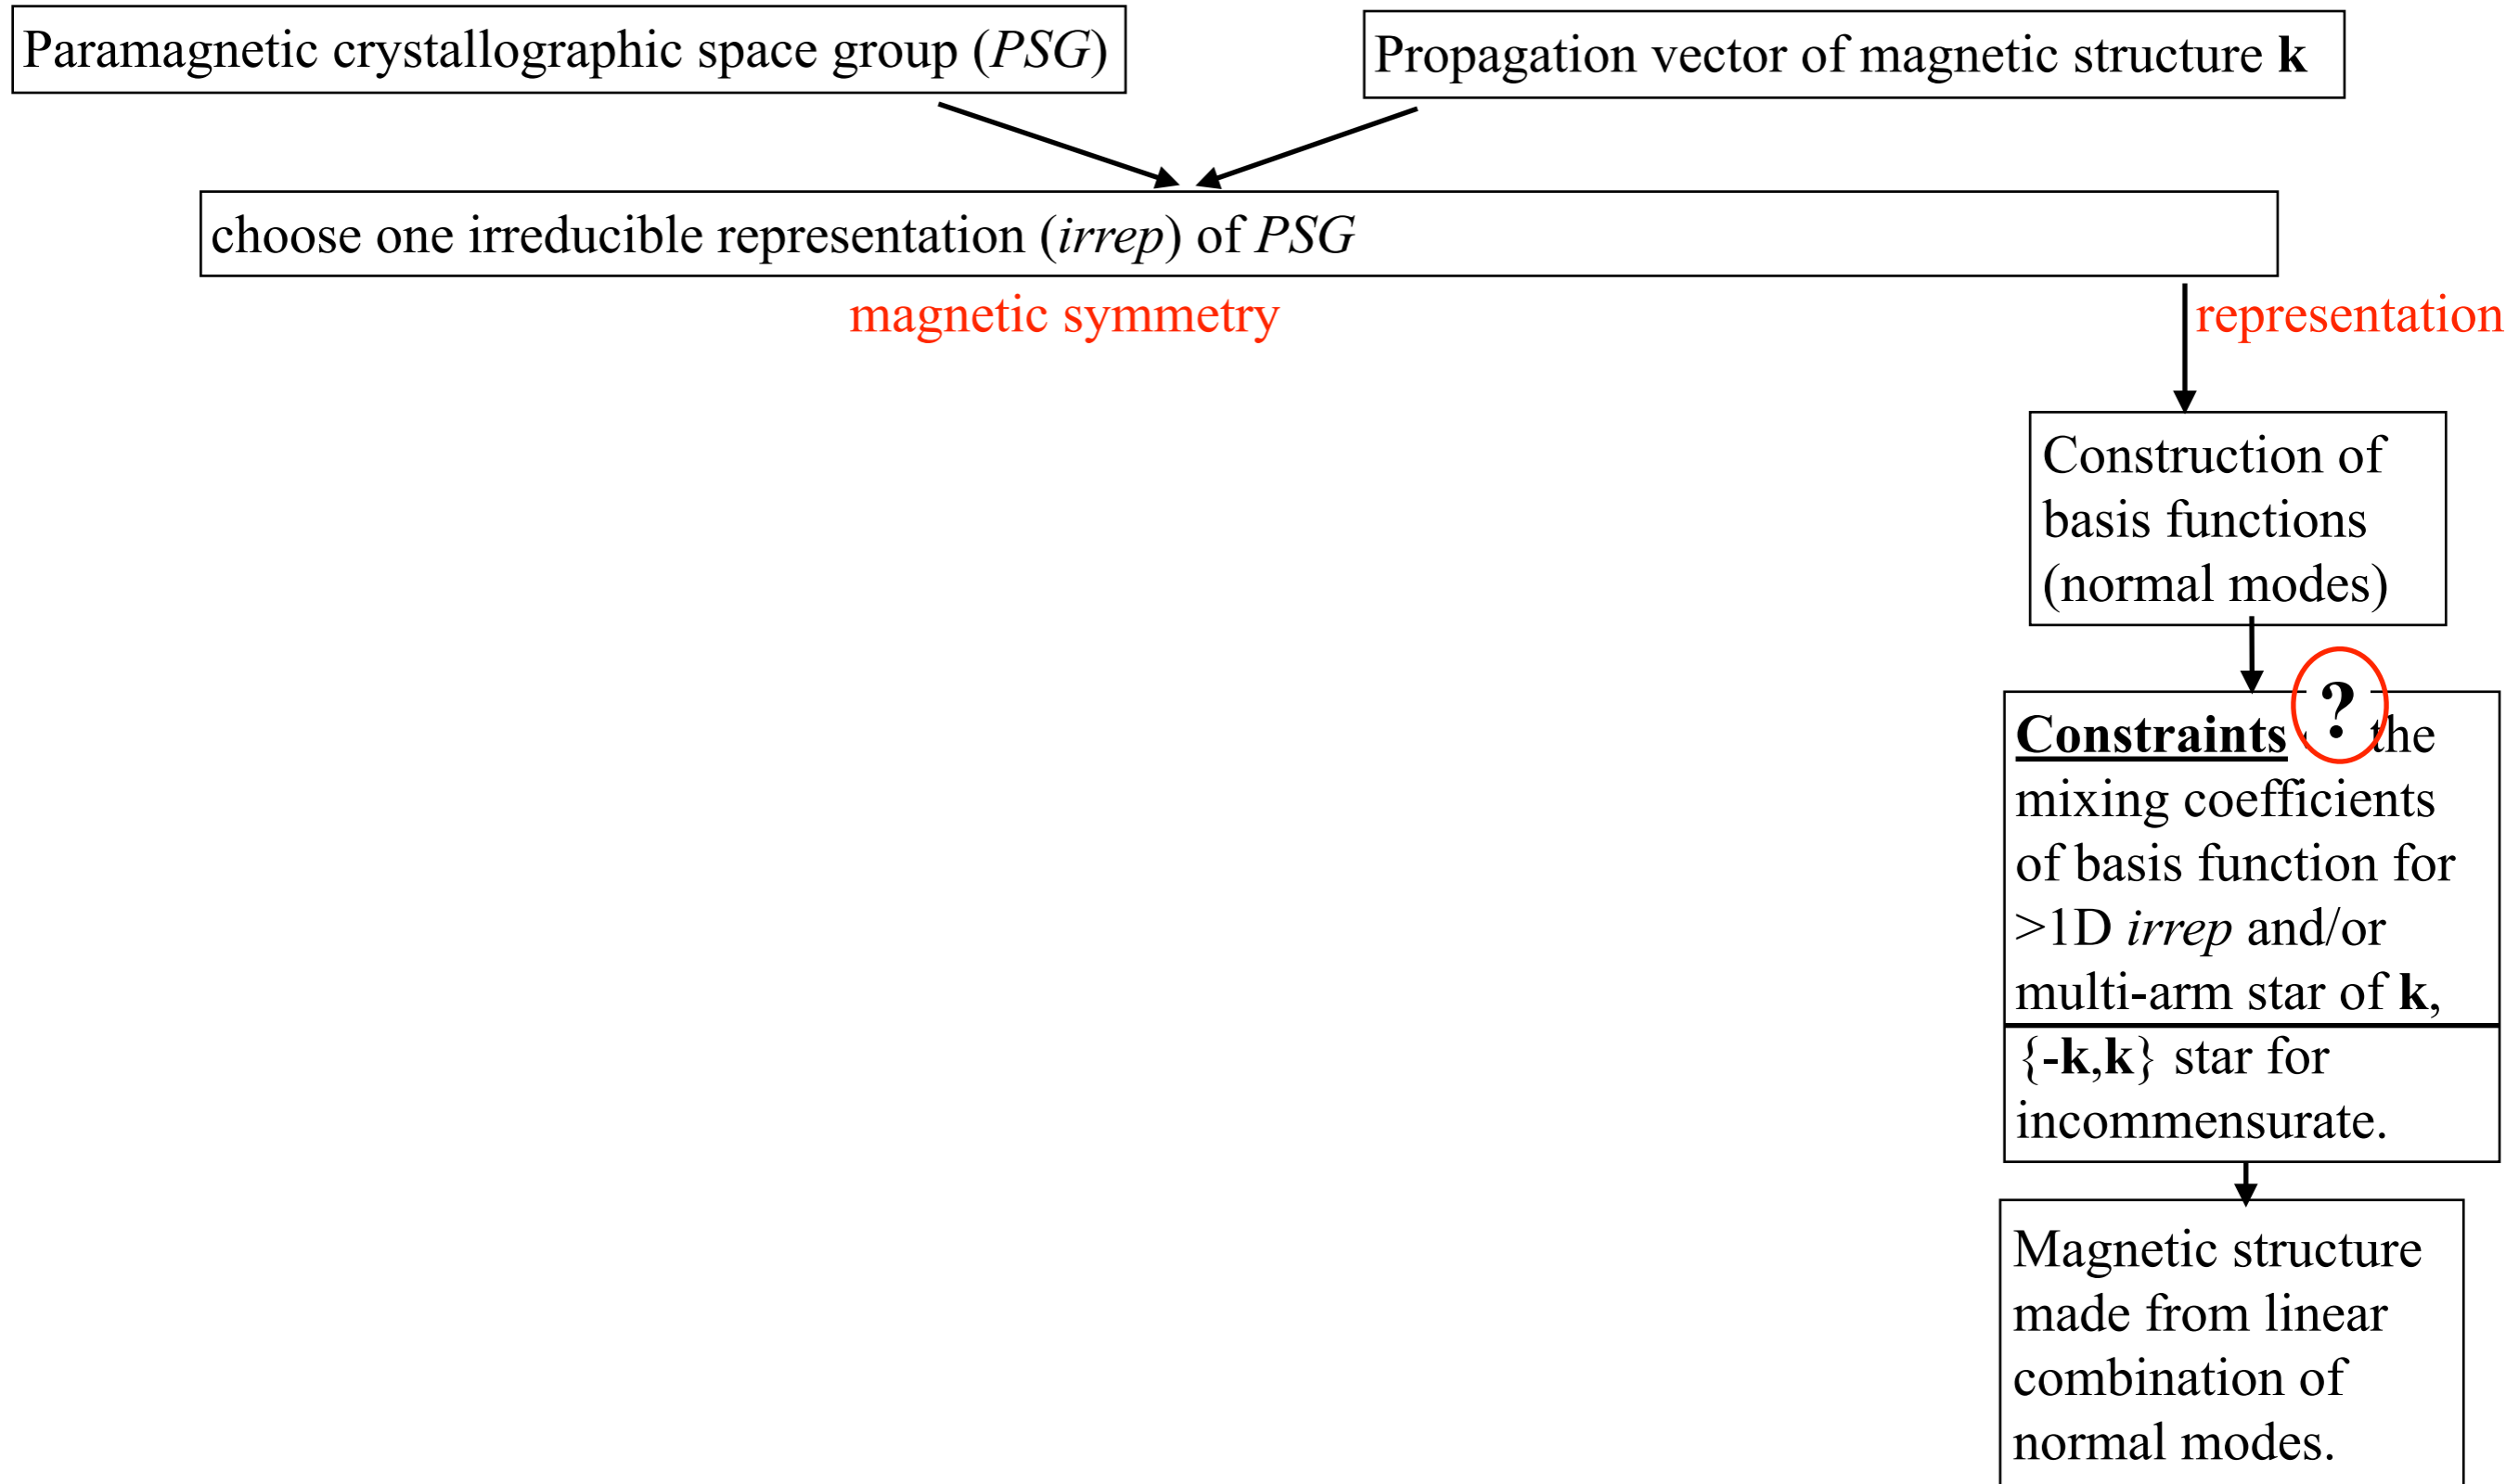 Paramagnetic crystallographic space group (PSG)
Propagation vector of magnetic structure k
choose one irreducible representation (irrep) of PSG
magnetic symmetry
representation
Construction of
basis functions
(normal modes)
?
Constraints the
mixing coefficients
of basis function for
>1D irrep and/or
multi-arm star of k,
{-k,k} star for
incommensurate.
Magnetic structure
made from linear
combination of
normal modes.